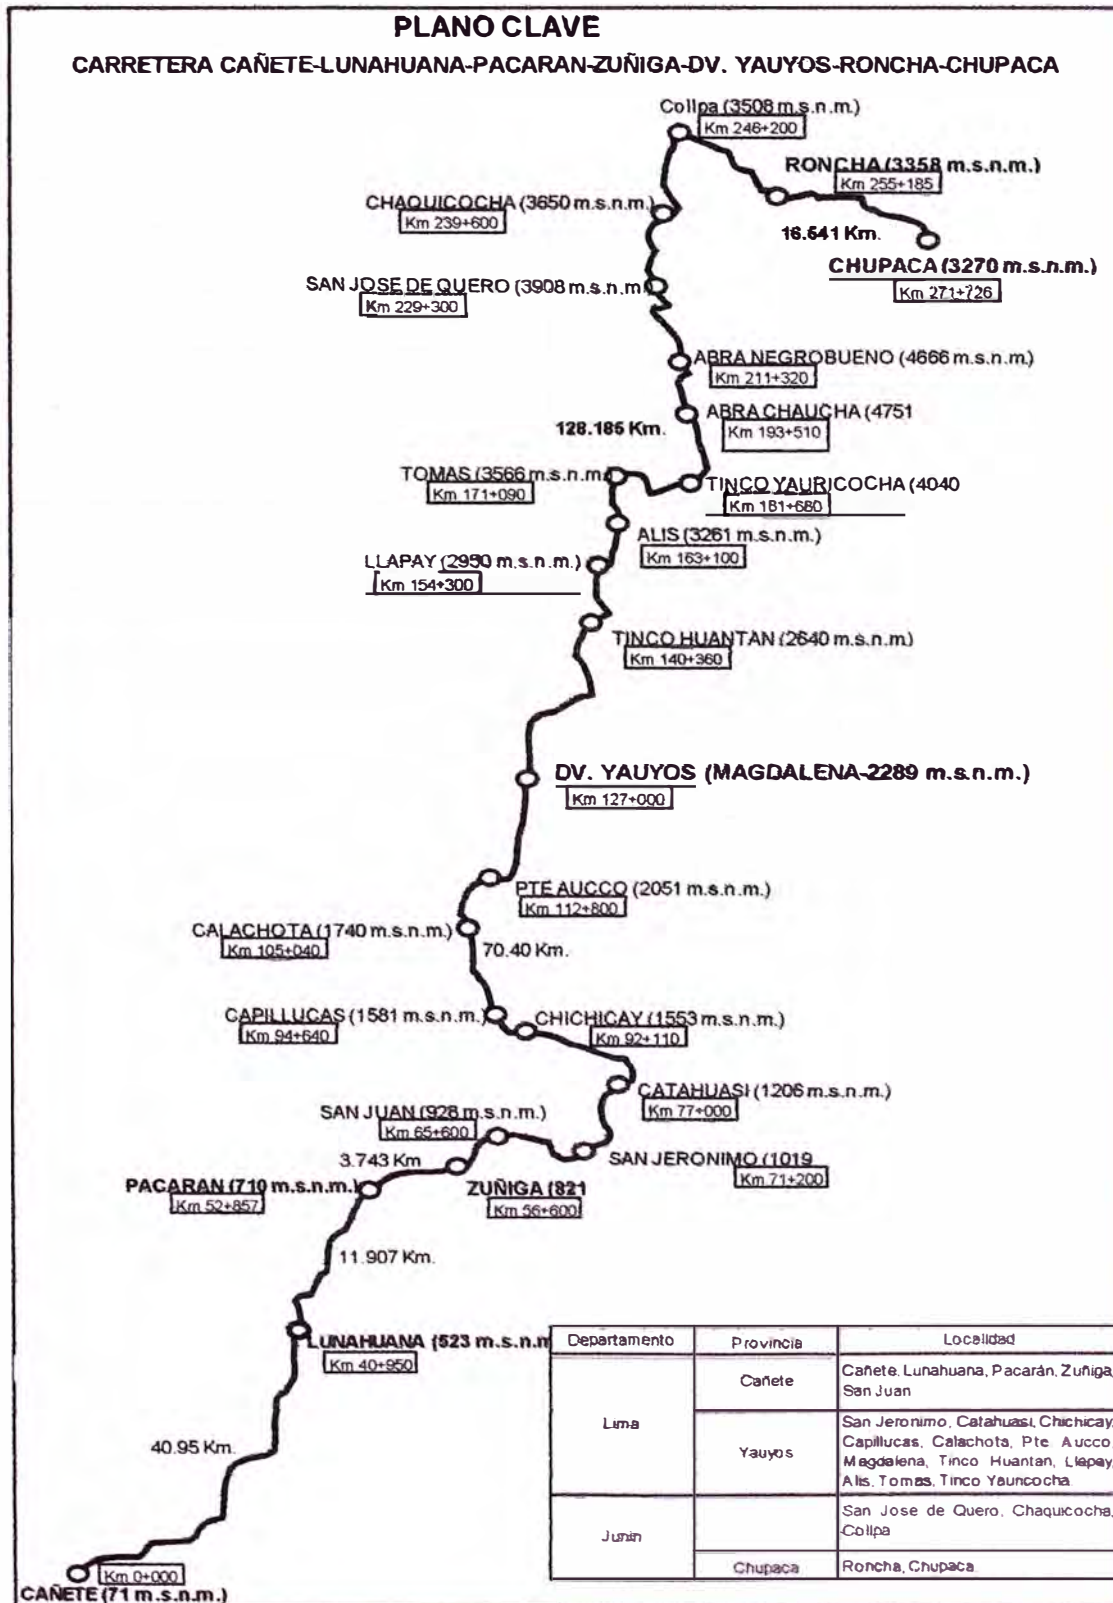 PLANO CLAVE
CARRETERA CAÑETE-LUNAHUANA-PACARAN-ZUÑIGA-DV. YAUYOS-RONCHA-CHUPACA
Collpa (3508 m.s.n.m.)
Km 246+200
RONCHA (3358 m.s.n.m.)
Km 255+185
CHAQUICOCHA (3650 m.s.n.m.)
Km 239+600
16.541 Km.
CHUPACA (3270 m.s.n.m.)
Km 271+726
SAN JOSE DE QUERO (3908 m.s.n.m
Km 229+300
ABRA NEGROBUENO (4666 m.s.n.m.)
Km 211+320
ABRA CHAUCHA (4751
Km 193+510
128.185 Km.
TOMAS (3566 m.s.n.m.
Km 171+090
TINCO YAURICOCHA (4040
Km 181+680
ALIS (3261 m.s.n.m.)
Km 163+100
LLAPAY (2950 m.s.n.m.)
Km 154+300
TINCO HUANTAN (2640 m.s.n.m.)
Km 140+360
DV. YAUYOS (MAGDALENA-2289 m.s.n.m.)
Km 127+000
PTE AUCCO (2051 m.s.n.m.)
Km 112+800
CALACHOTA (1740 m.s.n.m.)
Km 105+040
70.40 Km.
CAPILLUCAS (1581 m.s.n.m.)
Km 94+640
CHICHICAY (1553 m.s.n.m.)
Km 92+110
CATAHUASI (1206 m.s.n.m.)
Km 77+000
SAN JUAN (928 m.s.n.m.)
Km 65+600
SAN JERONIMO (1019
Km 71+200
3.743 Km
PACARAN (710 m.s.n.m.)
Km 52+857
ZUÑIGA (821
Km 56+600
11.907 Km.
LUNAHUANA (523 m.s.n.m
Km 40+950
40.95 Km.
Km 0+000
CAÑETE (71 m.s.n.m.)
Departamento Provincia Localidad
Lima Cañete Cañete, Lunahuana, Pacarán, Zuñiga,
San Juan
Yauyos San Jeronimo, Catahuasi, Chichicay,
Capillucas, Calachota, Pte Aucco,
Magdalena, Tinco Huantan, Llapay,
Alis, Tomas, Tinco Yauricocha
Junin San Jose de Quero, Chaquicocha,
Collpa
Chupaca Roncha, Chupaca